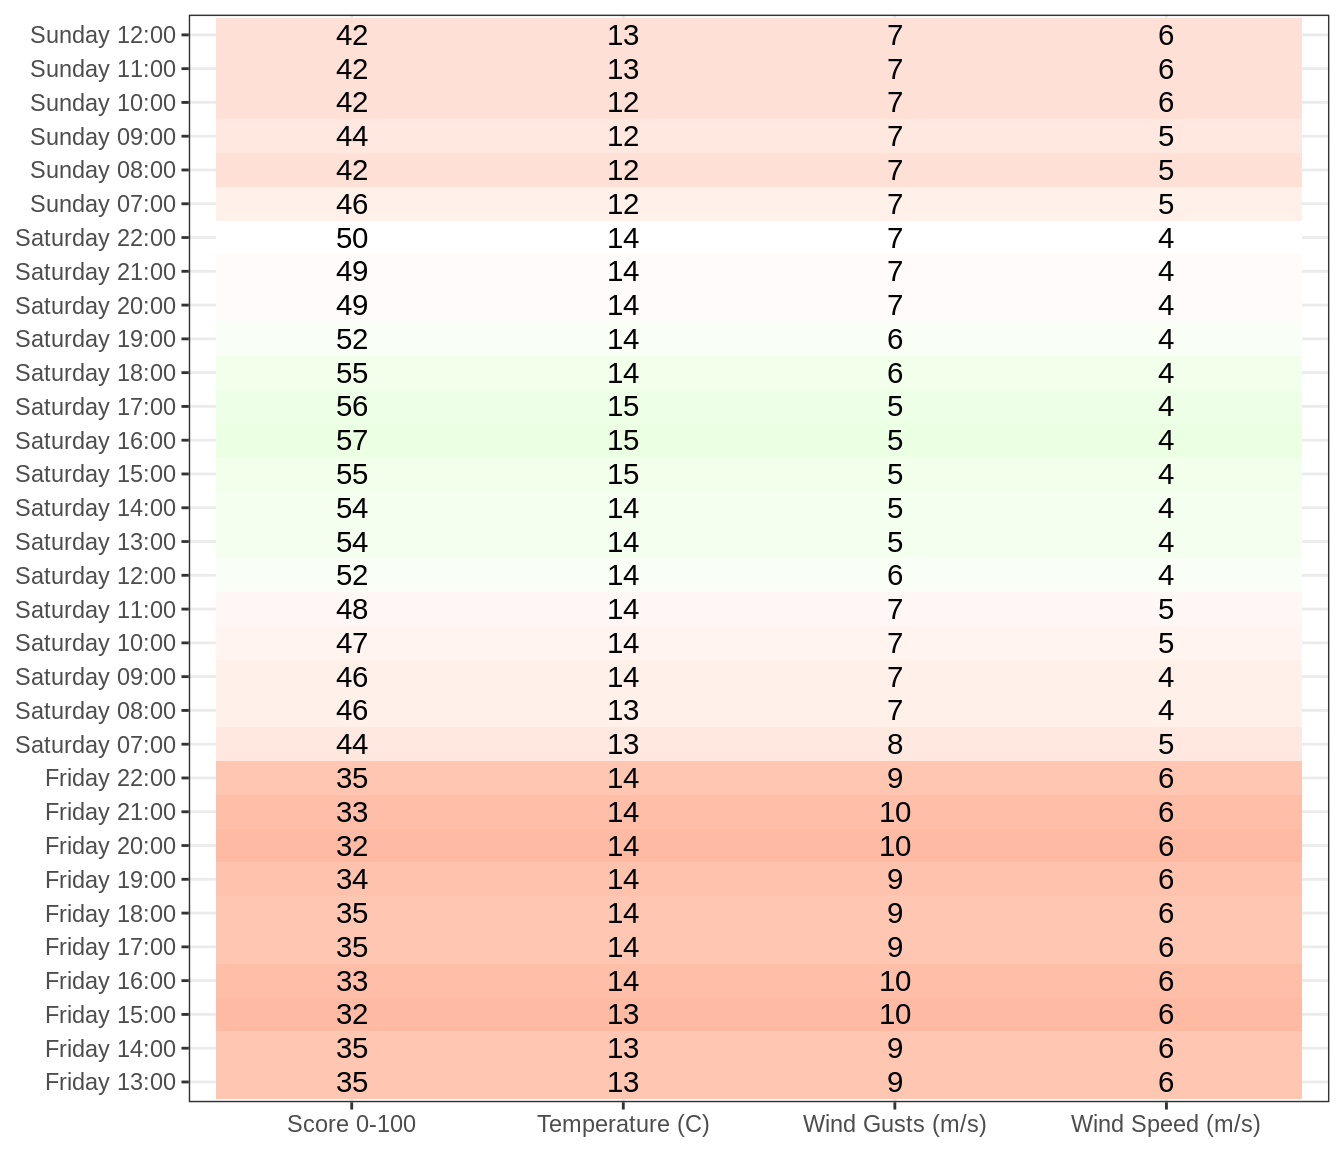 Sunday 12:00 42 13 7 6
Sunday 11:00 42 13 7 6
Sunday 10:00 42 12 7 6
Sunday 09:00 44 12 7 5
Sunday 08:00 42 12 7 5
Sunday 07:00 46 12 7 5
Saturday 22:00 50 14 7 4
Saturday 21:00 49 14 7 4
Saturday 20:00 49 14 7 4
Saturday 19:00 52 14 6 4
Saturday 18:00 55 14 6 4
Saturday 17:00 56 15 5 4
Saturday 16:00 57 15 5 4
Saturday 15:00 55 15 5 4
Saturday 14:00 54 14 5 4
Saturday 13:00 54 14 5 4
Saturday 12:00 52 14 6 4
Saturday 11:00 48 14 7 5
Saturday 10:00 47 14 7 5
Saturday 09:00 46 14 7 4
Saturday 08:00 46 13 7 4
Saturday 07:00 44 13 8 5
Friday 22:00 35 14 9 6
Friday 21:00 33 14 10 6
Friday 20:00 32 14 10 6
Friday 19:00 34 14 9 6
Friday 18:00 35 14 9 6
Friday 17:00 35 14 9 6
Friday 16:00 33 14 10 6
Friday 15:00 32 13 10 6
Friday 14:00 35 13 9 6
Friday 13:00 35 13 9 6
Score 0-100 Temperature (C) Wind Gusts (m/s) Wind Speed (m/s)